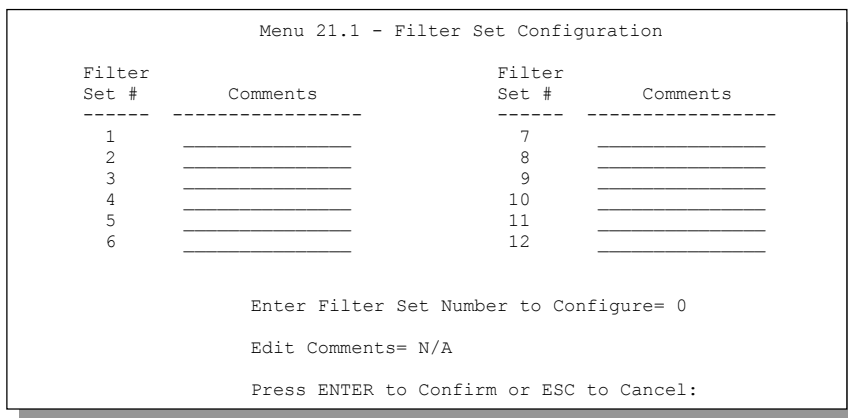 Menu 21.1 - Filter Set Configuration
Filter Filter
Set # Comments Set # Comments
------ ----------------- ------ -----------------
1 _______________ 7 _______________
2 _______________ 8 _______________
3 _______________ 9 _______________
4 _______________ 10 _______________
5 _______________ 11 _______________
6 _______________ 12 _______________
Enter Filter Set Number to Configure= 0
Edit Comments= N/A
Press ENTER to Confirm or ESC to Cancel: